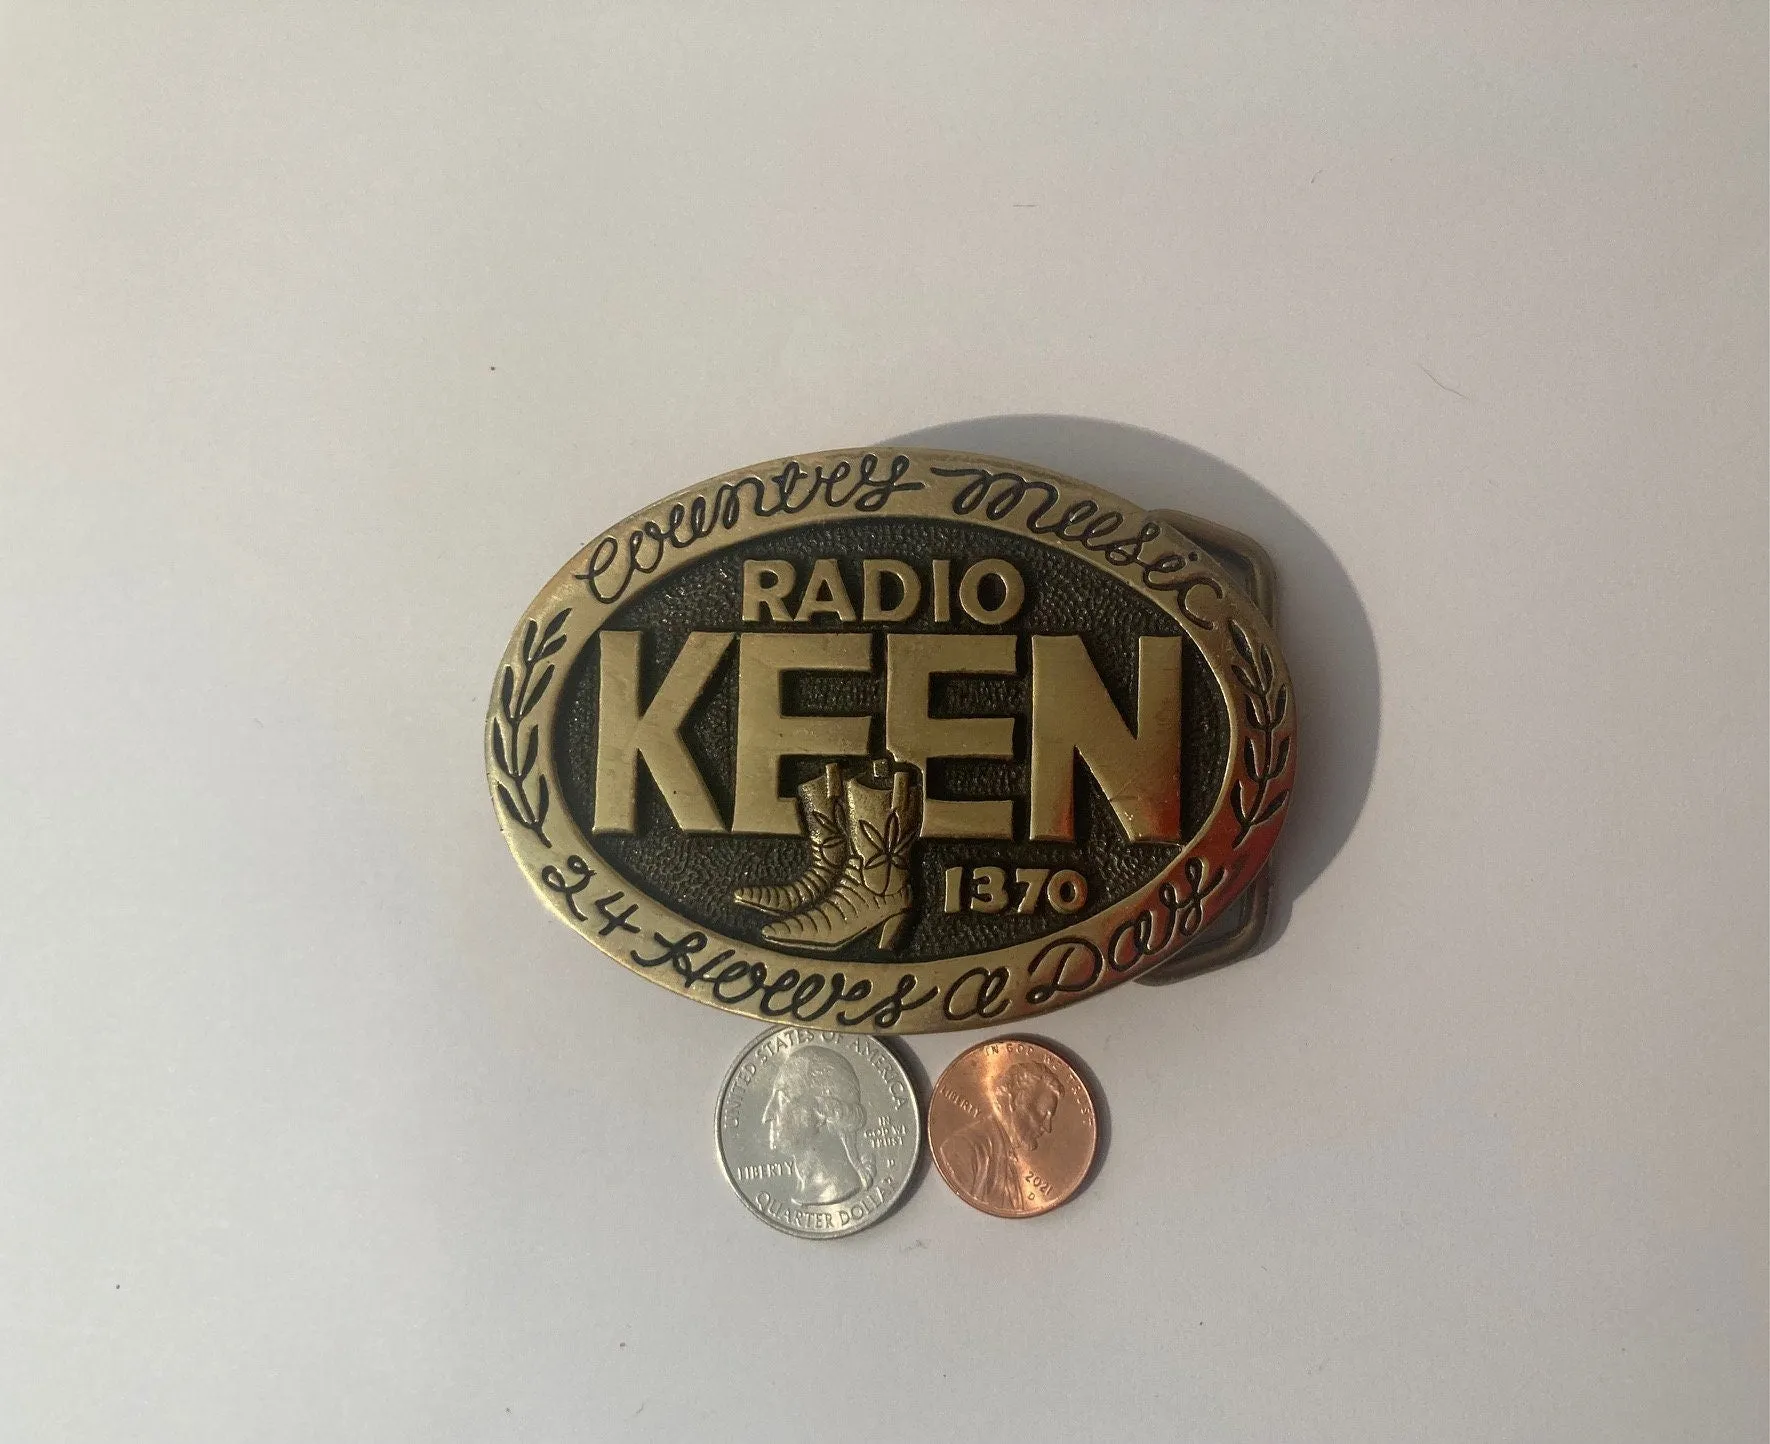 Country Music
RADIO
KEEN
1370
24 Hours a Day
UNITED STATES OF AMERICA
IN
GOD WE
TRUST
LIBERTY
P
QUARTER DOLLAR
IN GOD WE TRUST
LIBERTY
2021
D